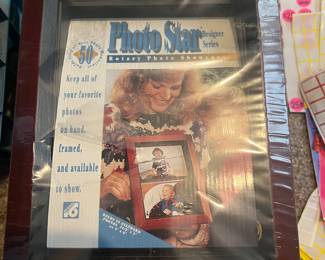 Photo Star
Designer
Series
Rotary Photo Showcase
50
Keep all of
your favorite
photos
on hand,
framed,
and available
to show.